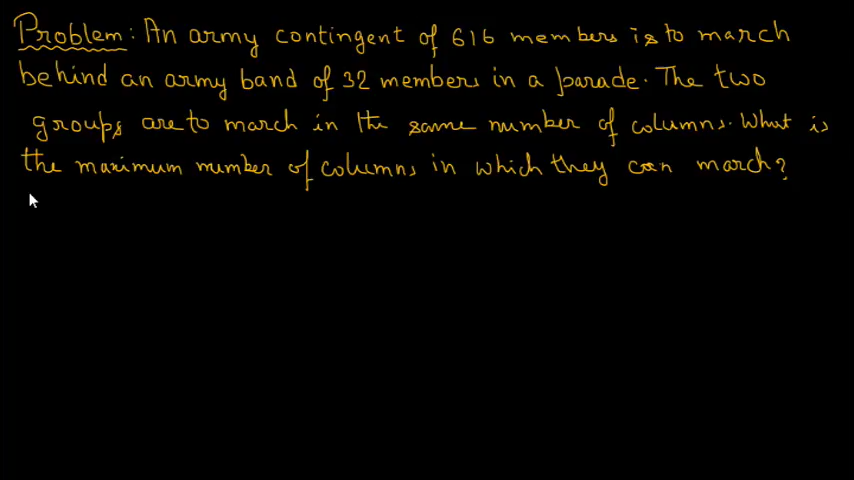 Problem: An army contingent of 616 members is to march
behind an army band of 32 members in a parade. The two
groups are to march in the same number of columns. What is
the maximum number of columns in which they can march?